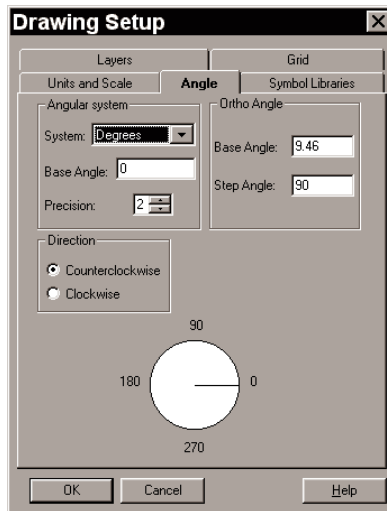 Drawing Setup
Layers Grid
Units and Scale Angle Symbol Libraries
Angular system
System: Degrees
Base Angle: 0
Precision: 2
Ortho Angle
Base Angle: 9.46
Step Angle: 90
Direction
Counterclockwise
Clockwise
90
180 0
270
OK Cancel Help